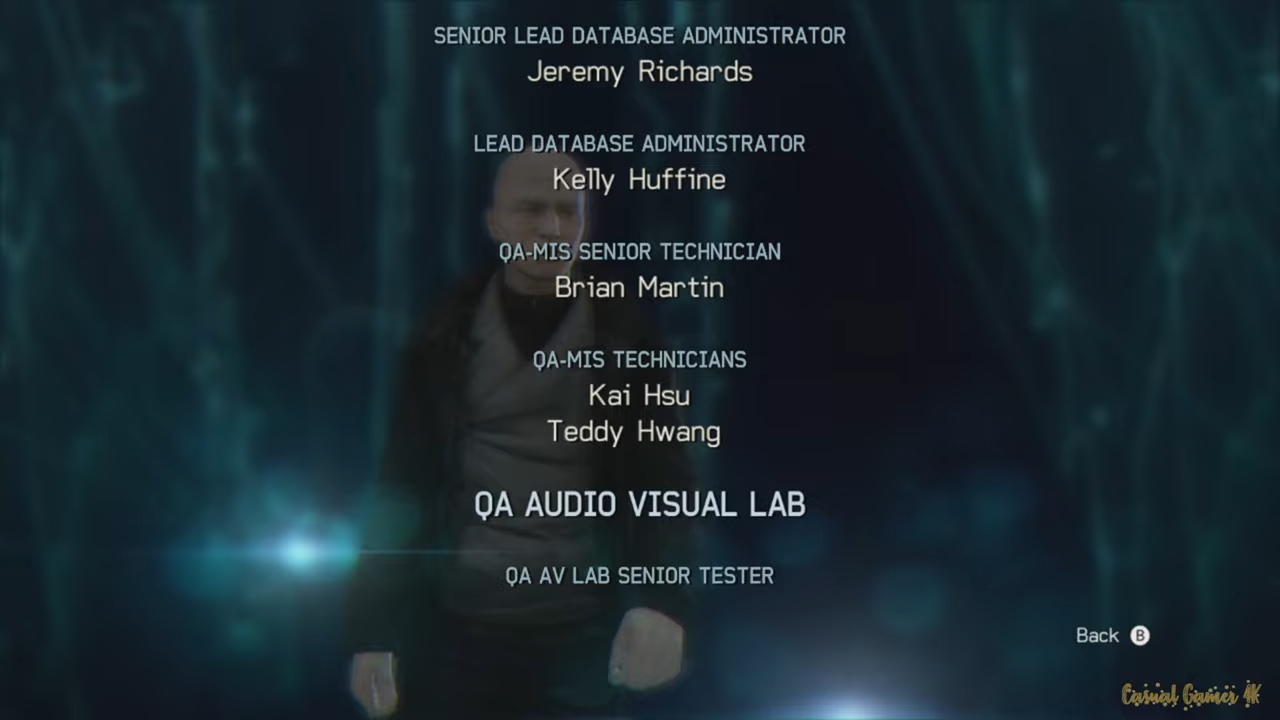 SENIOR LEAD DATABASE ADMINISTRATOR
Jeremy Richards
LEAD DATABASE ADMINISTRATOR
Kelly Huffine
QA-MIS SENIOR TECHNICIAN
Brian Martin
QA-MIS TECHNICIANS
Kai Hsu
Teddy Hwang
QA AUDIO VISUAL LAB
QA AV LAB SENIOR TESTER
Back B
Casual Gamer 4K